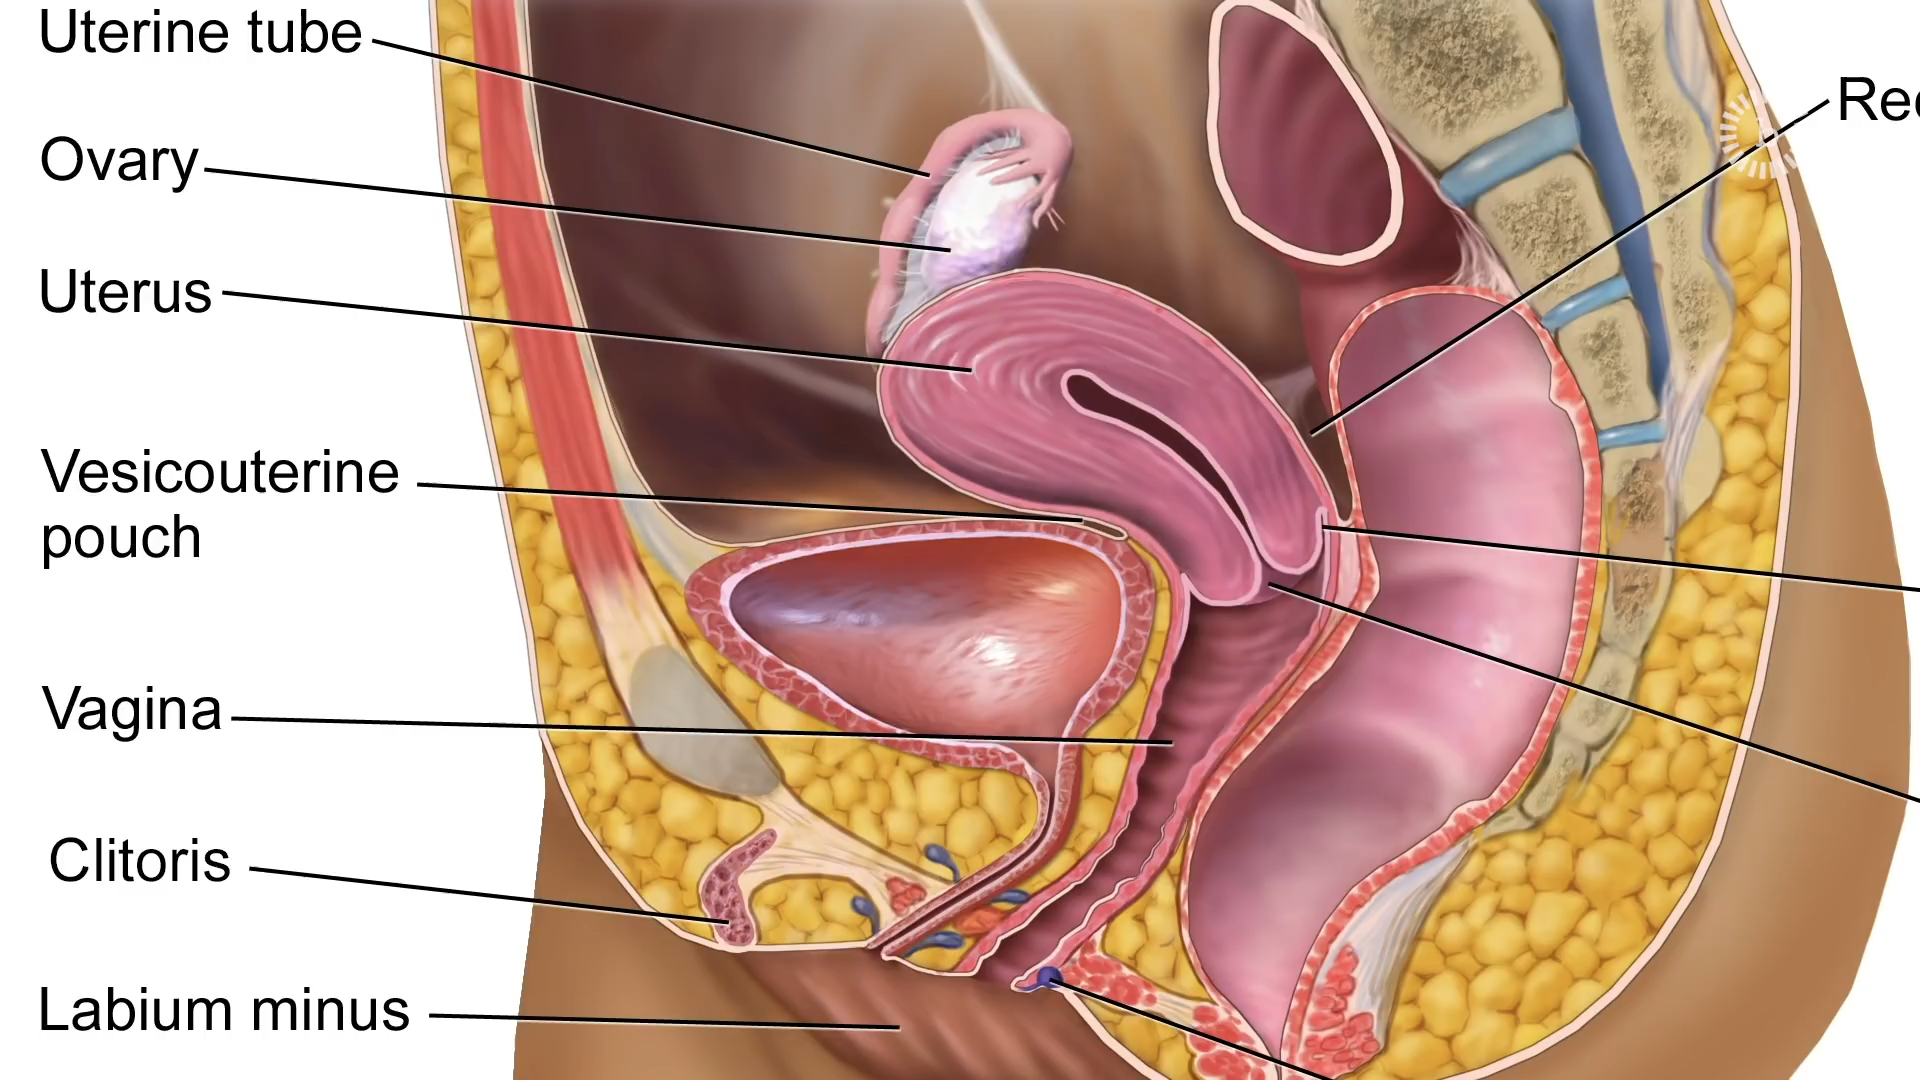 Uterine tube
Ovary
Uterus
Vesicouterine
pouch
Vagina
Clitoris
Labium minus